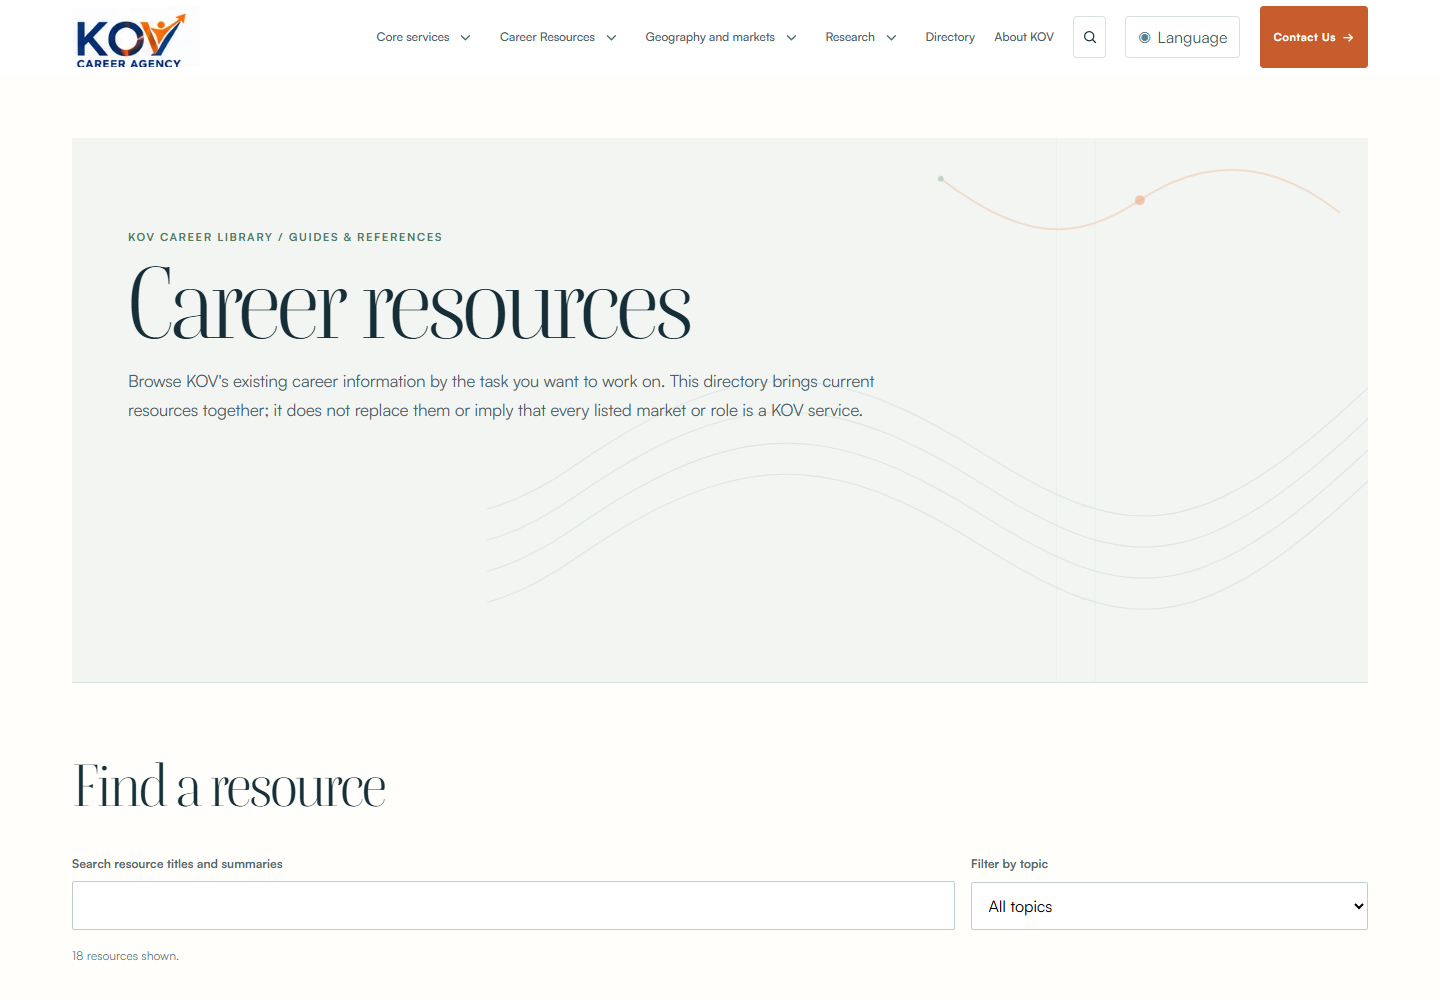 KOV
CAREER AGENCY
Core services
Career Resources
Geography and markets
Research
Directory
About KOV
Language
Contact Us →
KOV CAREER LIBRARY / GUIDES & REFERENCES
Career resources
Browse KOV's existing career information by the task you want to work on. This directory brings current
resources together; it does not replace them or imply that every listed market or role is a KOV service.
Find a resource
Search resource titles and summaries
Filter by topic
All topics
18 resources shown.